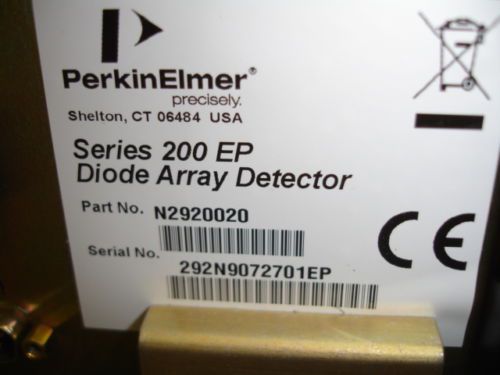 PerkinElmer®
precisely.
Shelton, CT 06484 USA
Series 200 EP
Diode Array Detector
Part No. N2920020
Serial No.
292N9072701EP
CE